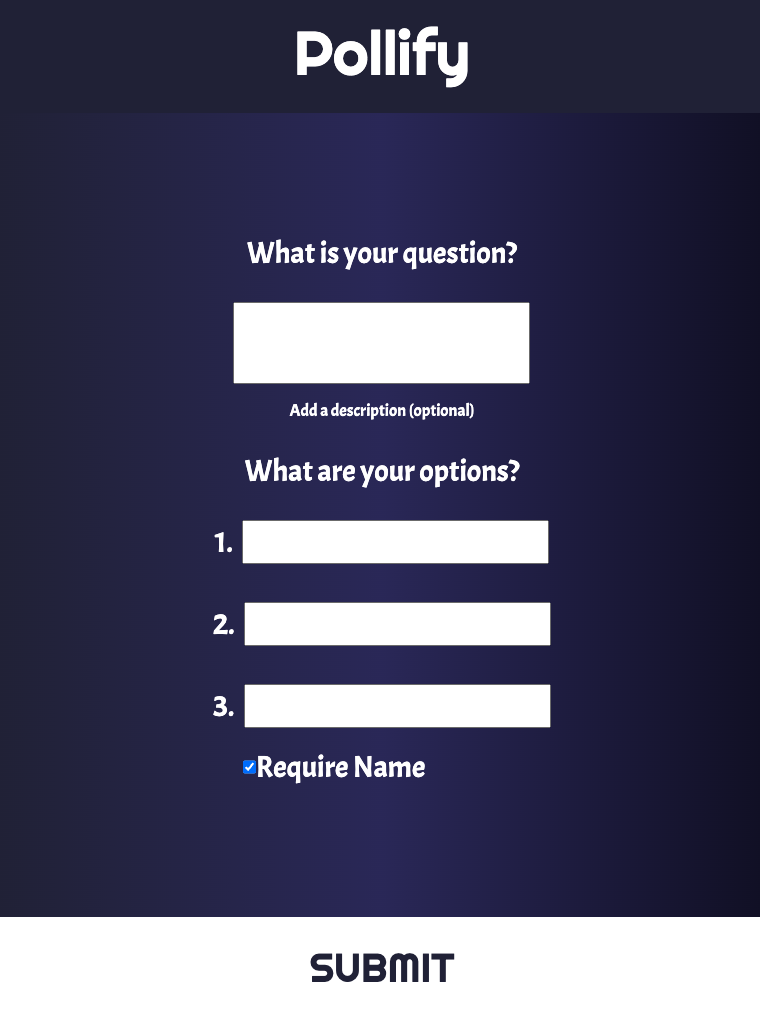 Pollify
What is your question?
Add a description (optional)
What are your options?
1.
2.
3.
Require Name
SUBMIT